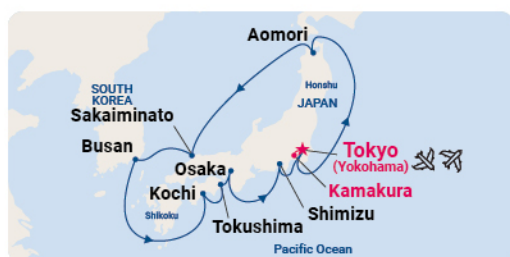 Aomori
SOUTH
KOREA
Honshu
JAPAN
Sakaiminato
Busan
Osaka
Tokyo
(Yokohama)
Kochi
Kamakura
Shikoku
Tokushima
Shimizu
Pacific Ocean